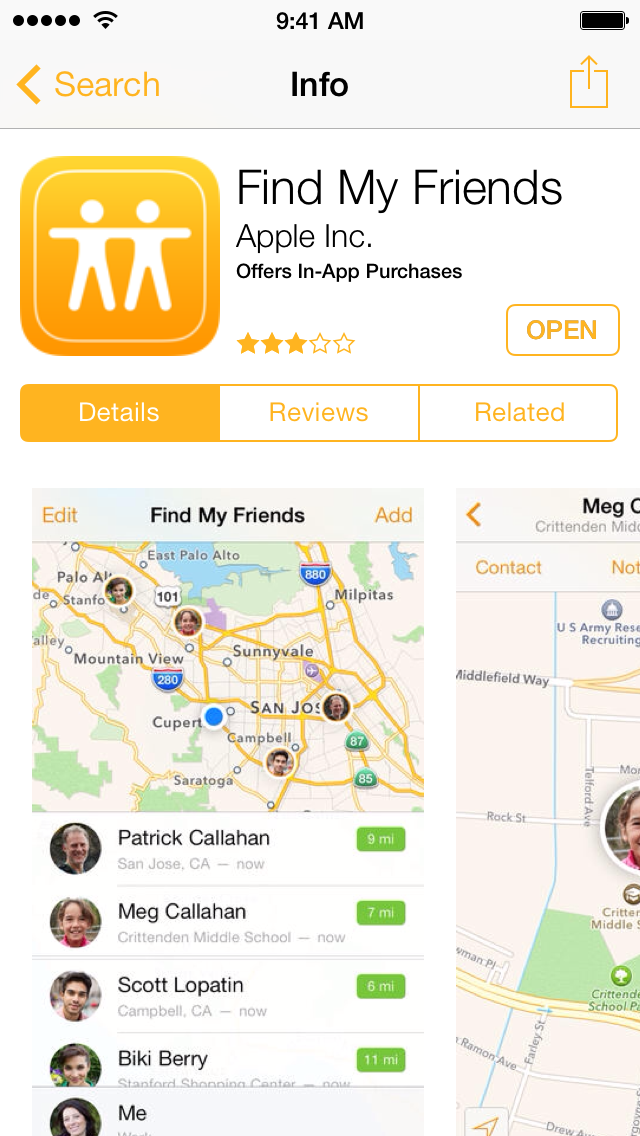 9:41 AM
Search
Info
Find My Friends
Apple Inc.
Offers In-App Purchases
OPEN
Details
Reviews
Related
Edit
Find My Friends
Add
East Palo Alto
880
Palo Al
101
Milpitas
de
Stanfo
alley
Mountain View
Sunnyvale
280
SAN JOS
Cupert
Campbell
87
Saratoga
85
Patrick Callahan
9 mi
San Jose, CA — now
Meg Callahan
7 mi
Crittenden Middle School — now
Scott Lopatin
6 mi
Campbell, CA — now
Biki Berry
11 mi
Stanford Shopping Center — now
Me
Work
Meg C
Crittenden Midd
Contact
Not
U S Army Rese
Recruiting
Middlefield Way
Telford Ave
Mor
Rock St
Critten
Middle S
wman Pl
Crittende
School Pa
Farley St
Ramon Ave
Drew Ave